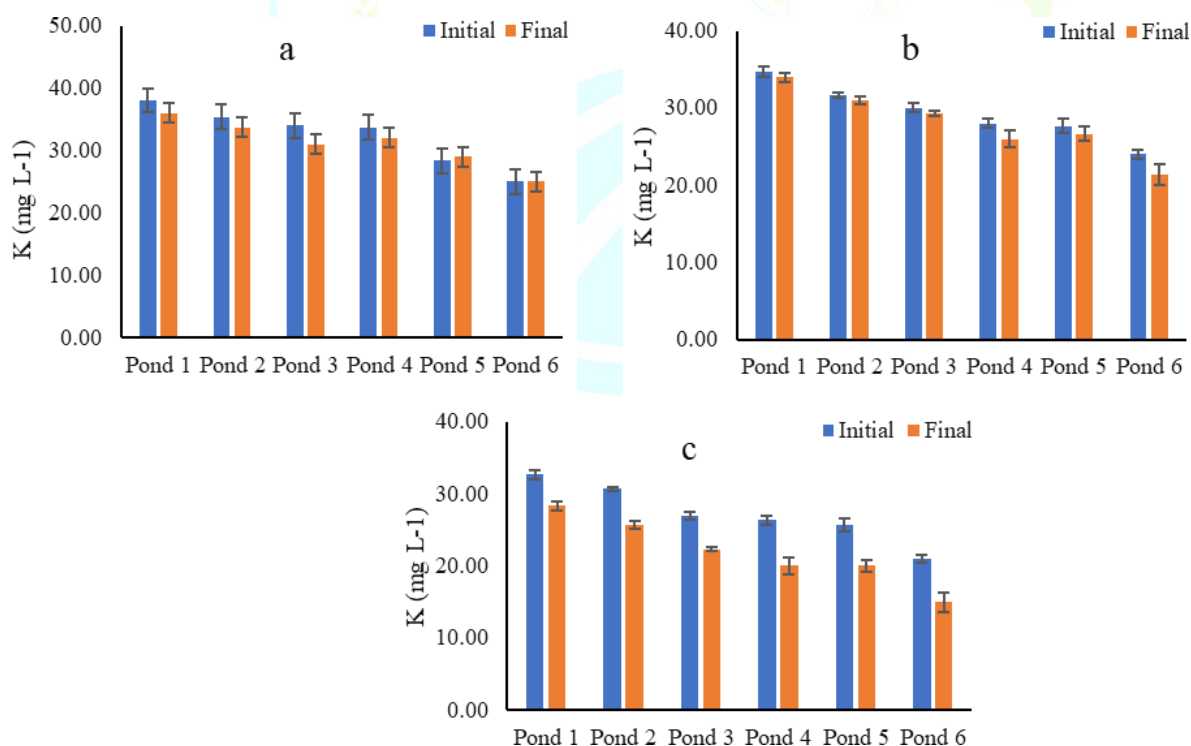 a
Initial Final
50.00
40.00
30.00
20.00
10.00
0.00
K (mg L-1)
Pond 1 Pond 2 Pond 3 Pond 4 Pond 5 Pond 6
b
Initial Final
40.00
30.00
20.00
10.00
0.00
K (mg L-1)
Pond 1 Pond 2 Pond 3 Pond 4 Pond 5 Pond 6
c
Initial Final
40.00
30.00
20.00
10.00
0.00
K (mg L-1)
Pond 1 Pond 2 Pond 3 Pond 4 Pond 5 Pond 6